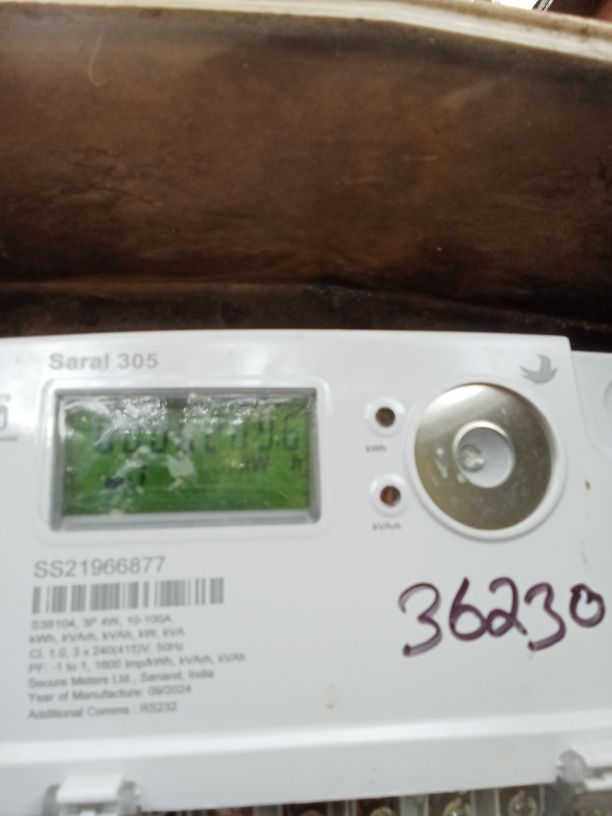 Saral 305
kWh
kVArh
SS21966877
S3B104, 3P 4W, 10-100A
kWh, kVArh, kVAh, kW, kVA
Cl. 1.0, 3 x 240(415)V, 50Hz
PF: -1 to 1, 1600 imp/kWh, kVArh, kVAh
Secure Meters Ltd., Sanand, India
Year of Manufacture: 09/2024
Additional Comms : RS232
36230